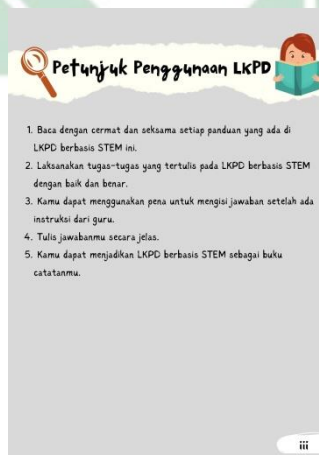 Petunjuk Penggunaan LKPD
1. Baca dengan cermat dan seksama setiap panduan yang ada di
LKPD berbasis STEM ini.
2. Laksanakan tugas-tugas yang tertulis pada LKPD berbasis STEM
dengan baik dan benar.
3. Kamu dapat menggunakan pena untuk mengisi jawaban setelah ada
instruksi dari guru.
4. Tulis jawabanmu secara jelas.
5. Kamu dapat menjadikan LKPD berbasis STEM sebagai buku
catatanmu.
iii